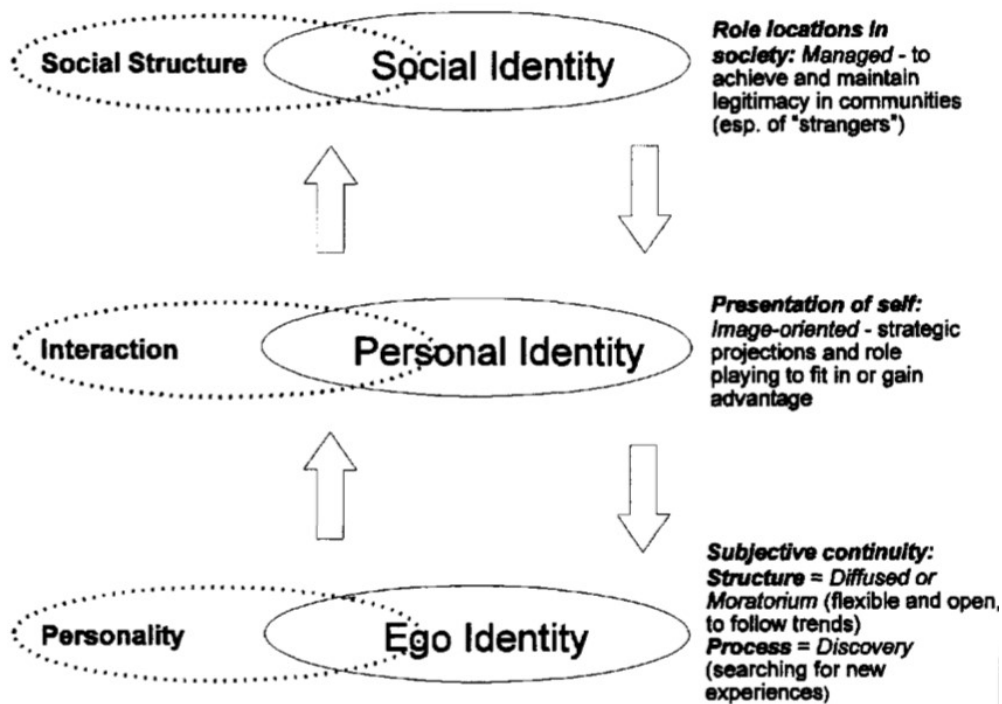 Social Structure
Social Identity
Role locations in
society: Managed - to
achieve and maintain
legitimacy in communities
(esp. of "strangers")
Interaction
Personal Identity
Presentation of self:
Image-oriented - strategic
projections and role
playing to fit in or gain
advantage
Personality
Ego Identity
Subjective continuity:
Structure = Diffused or
Moratorium (flexible and open,
to follow trends)
Process = Discovery
(searching for new
experiences)